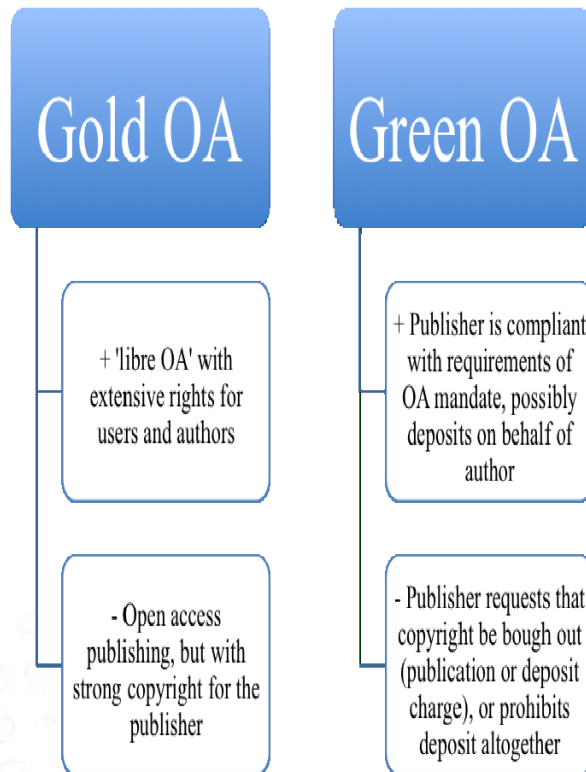 Gold OA
+ 'libre OA' with
extensive rights for
users and authors
- Open access
publishing, but with
strong copyright for the
publisher
Green OA
+ Publisher is compliant
with requirements of
OA mandate, possibly
deposits on behalf of
author
- Publisher requests that
copyright be bough out
(publication or deposit
charge), or prohibits
deposit altogether